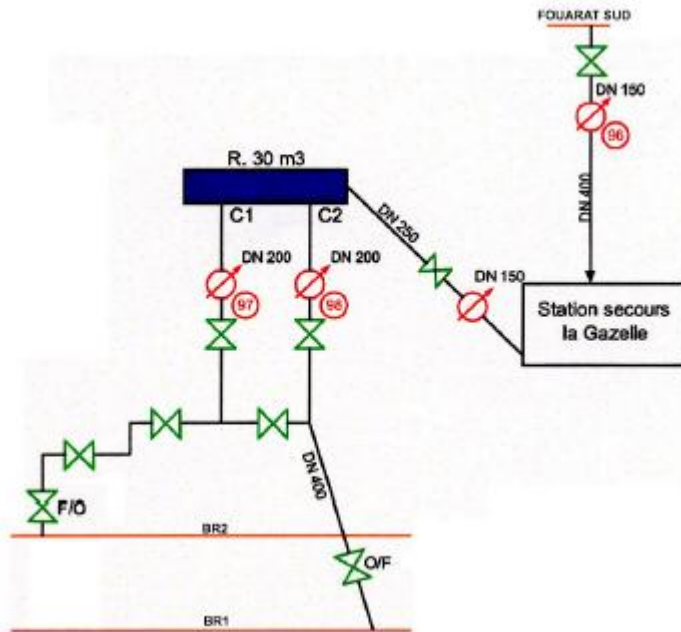 FOUARAT SUD
DN 150
96
R. 30 m3
C1
C2
DN 250
DN 400
DN 200
DN 200
DN 150
97
98
Station secours
la Gazelle
DN 400
F/O
BR2
O/F
BR1